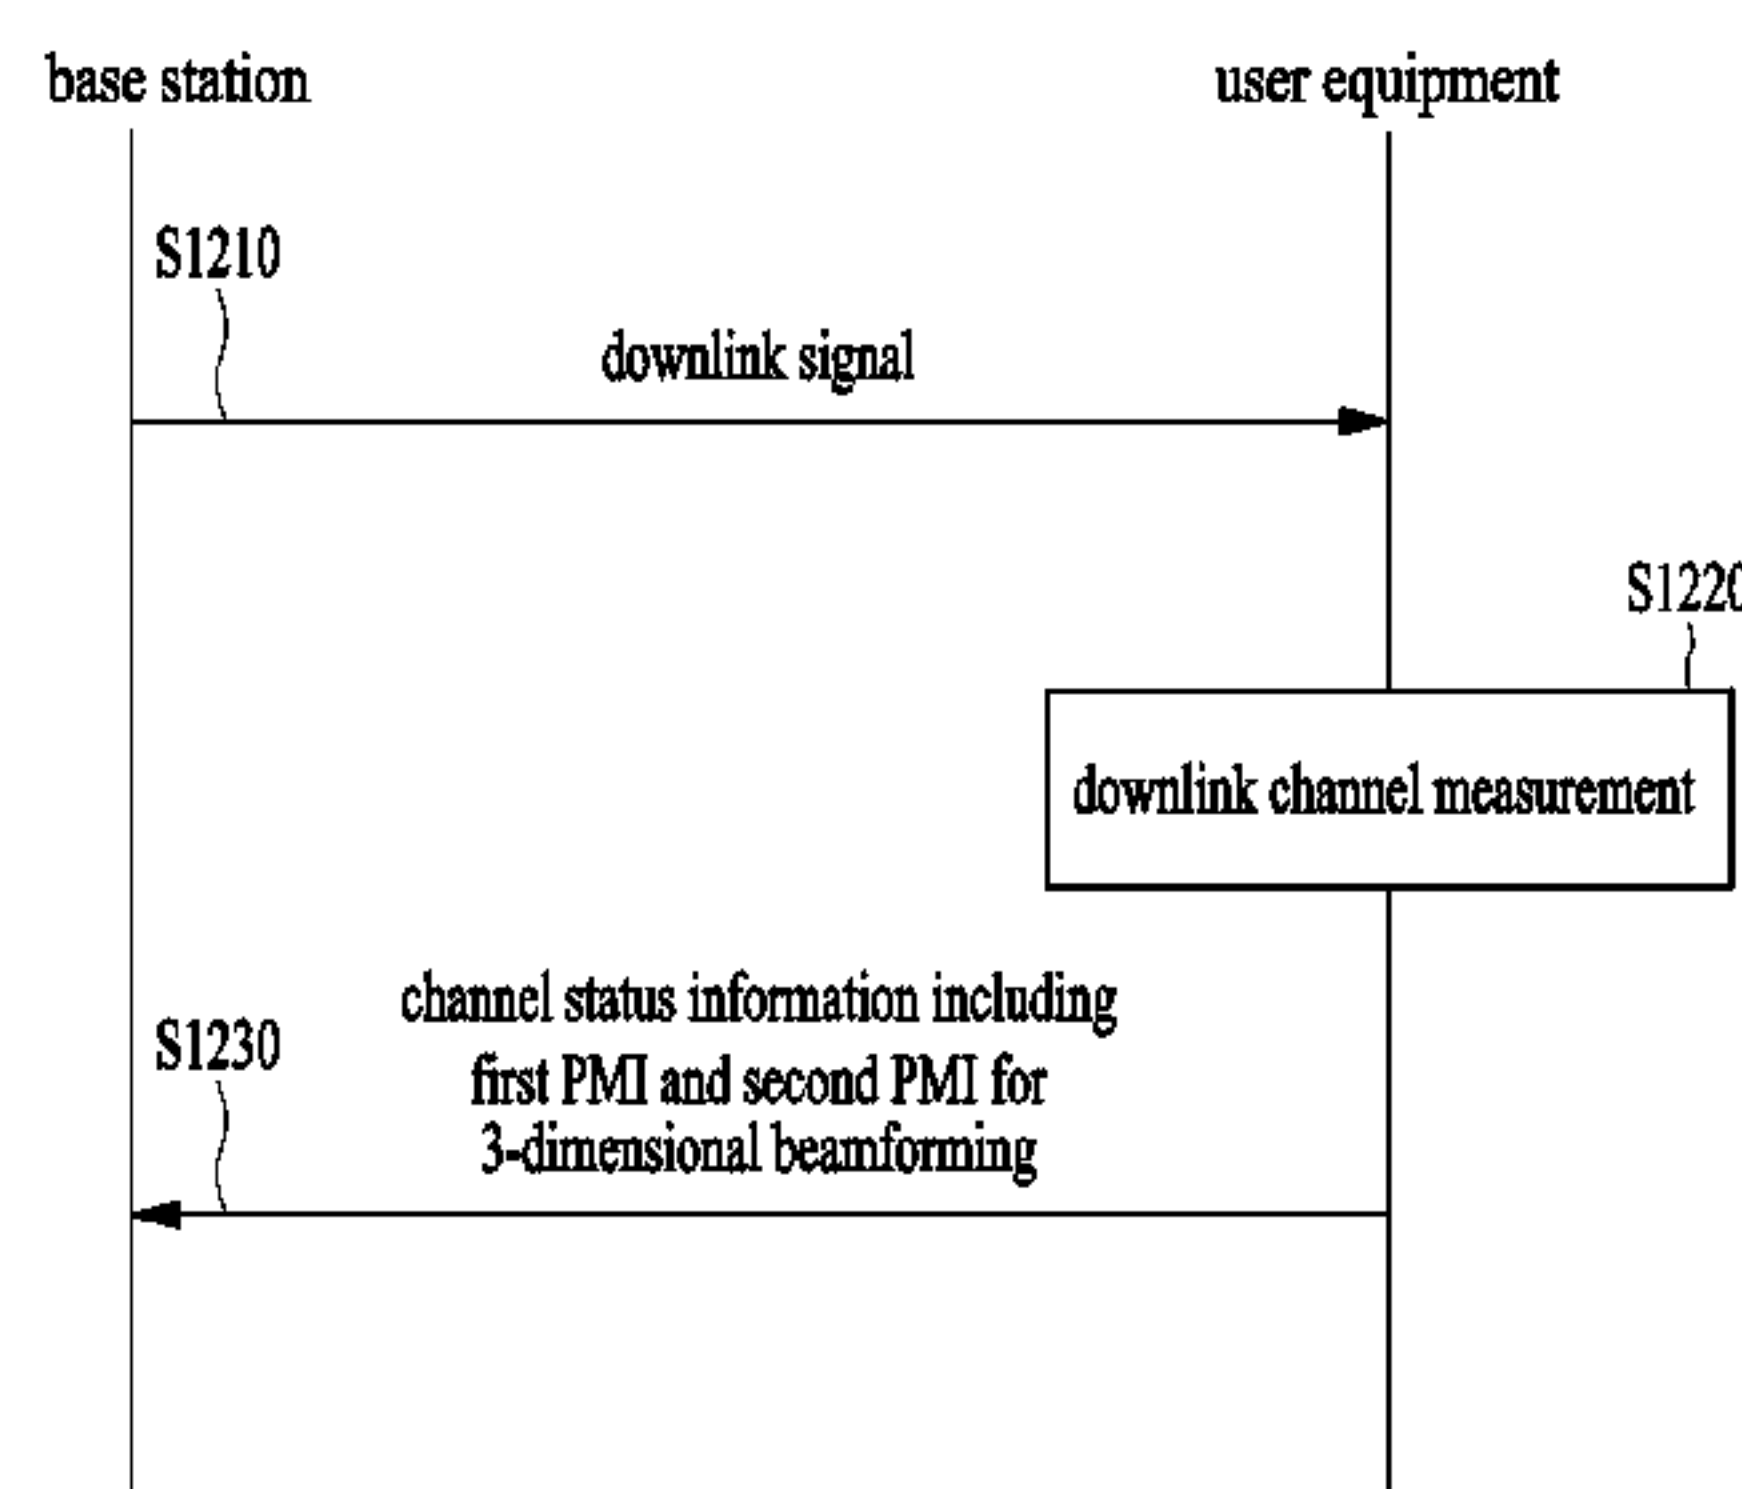 base station
user equipment
S1210
downlink signal
S1220
downlink channel measurement
channel status information including
S1230
first PMI and second PMI for
3-dimensional beamforming